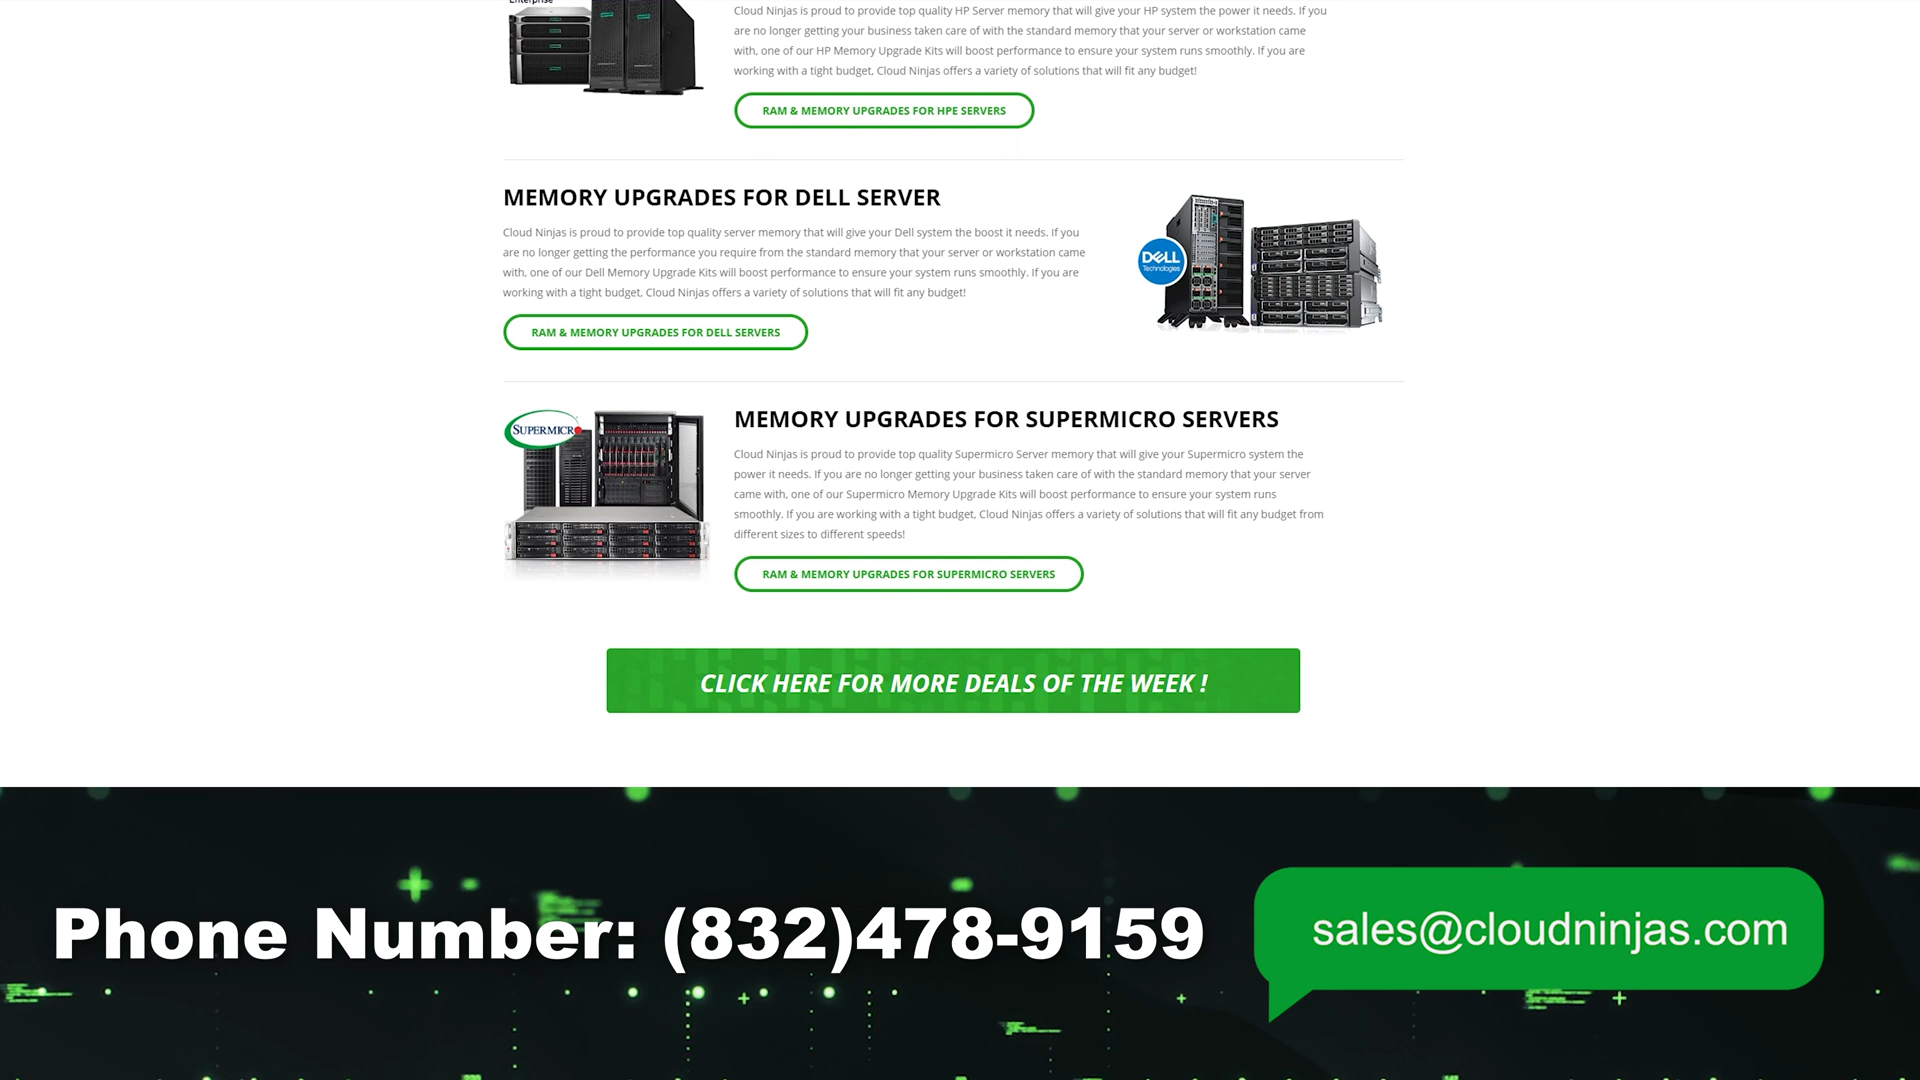 Enterprise
Cloud Ninjas is proud to provide top quality HP Server memory that will give your HP system the power it needs. If you
are no longer getting your business taken care of with the standard memory that your server or workstation came
with, one of our HP Memory Upgrade Kits will boost performance to ensure your system runs smoothly. If you are
working with a tight budget, Cloud Ninjas offers a variety of solutions that will fit any budget!
RAM & MEMORY UPGRADES FOR HPE SERVERS
MEMORY UPGRADES FOR DELL SERVER
Cloud Ninjas is proud to provide top quality server memory that will give your Dell system the boost it needs. If you
are no longer getting the performance you require from the standard memory that your server or workstation came
with, one of our Dell Memory Upgrade Kits will boost performance to ensure your system runs smoothly. If you are
working with a tight budget, Cloud Ninjas offers a variety of solutions that will fit any budget!
RAM & MEMORY UPGRADES FOR DELL SERVERS
DELL
Technologies
SUPERMICRO
MEMORY UPGRADES FOR SUPERMICRO SERVERS
Cloud Ninjas is proud to provide top quality Supermicro Server memory that will give your Supermicro system the
power it needs. If you are no longer getting your business taken care of with the standard memory that your server
came with, one of our Supermicro Memory Upgrade Kits will boost performance to ensure your system runs
smoothly. If you are working with a tight budget, Cloud Ninjas offers a variety of solutions that will fit any budget from
different sizes to different speeds!
RAM & MEMORY UPGRADES FOR SUPERMICRO SERVERS
CLICK HERE FOR MORE DEALS OF THE WEEK !
Phone Number: (832)478-9159
sales@cloudninjas.com